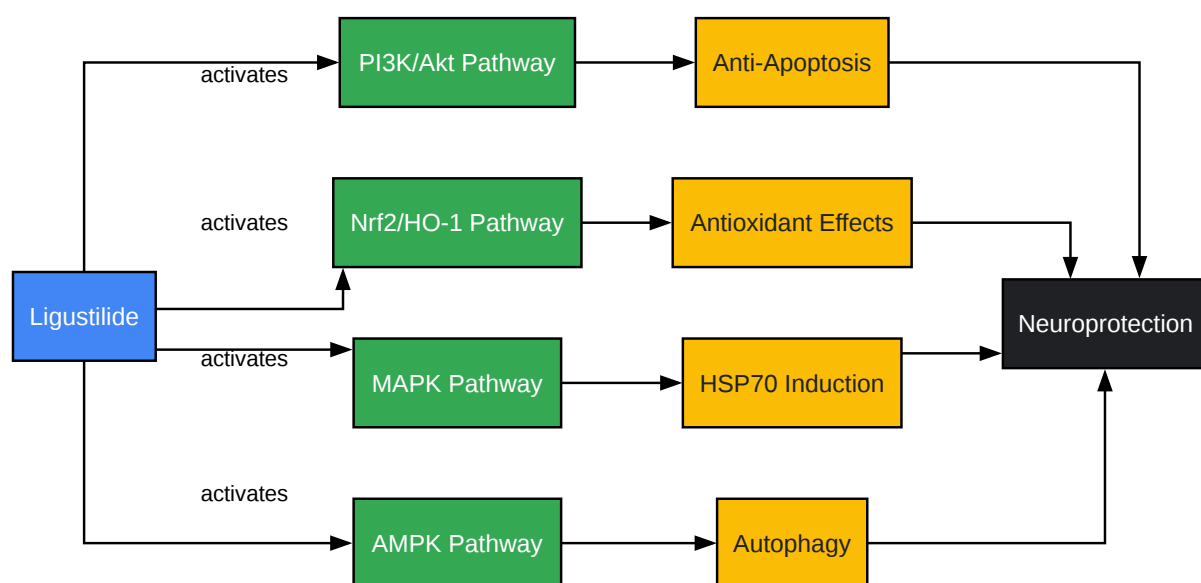 PI3K/Akt Pathway
Anti-Apoptosis
activates
activates
Nrf2/HO-1 Pathway
Antioxidant Effects
Ligustilide
Neuroprotection
activates
MAPK Pathway
HSP70 Induction
activates
AMPK Pathway
Autophagy